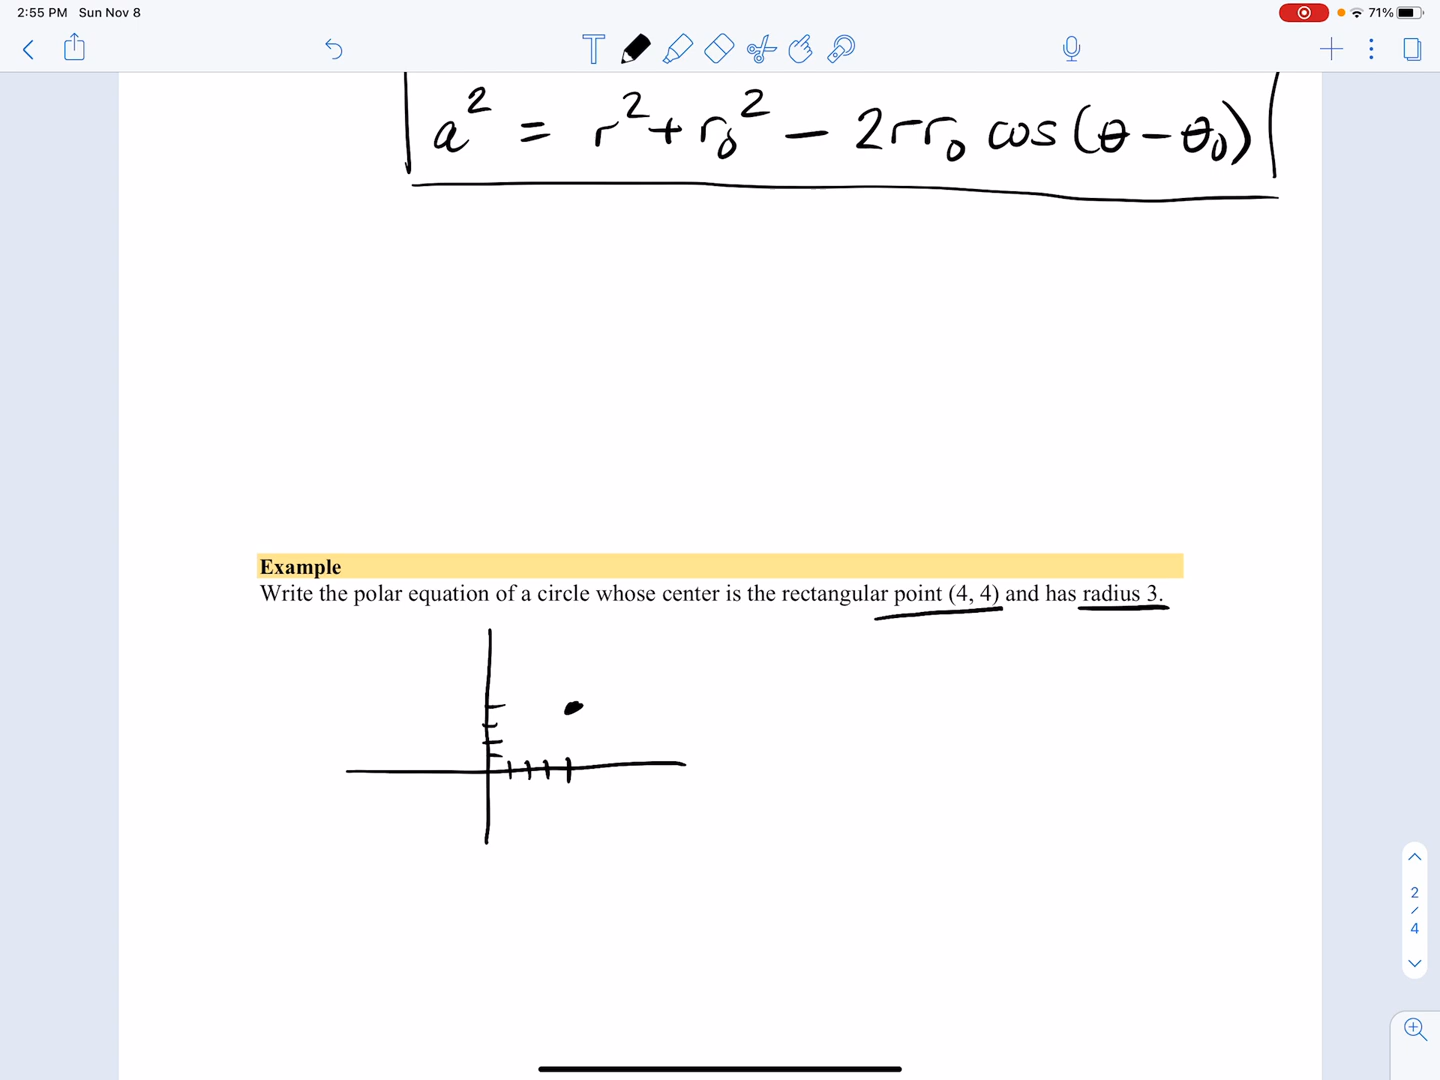 2:55 PM Sun Nov 8
71%
T
a² = r² + r₀² − 2rr₀ cos(θ − θ₀)
Example
Write the polar equation of a circle whose center is the rectangular point (4, 4) and has radius 3.
2
/
4